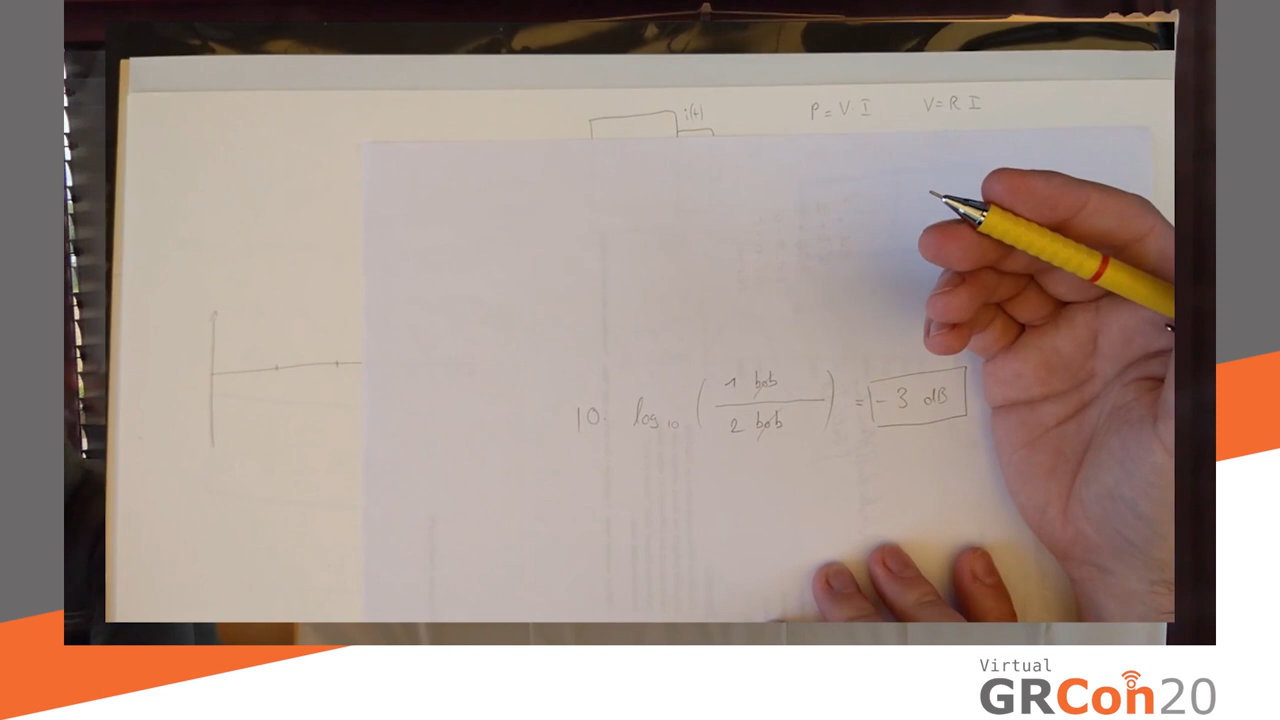 i(t)
P = V I V = R I
10. log10 ( 1 bob / 2 bob ) = - 3 dB
Virtual
GRCon20